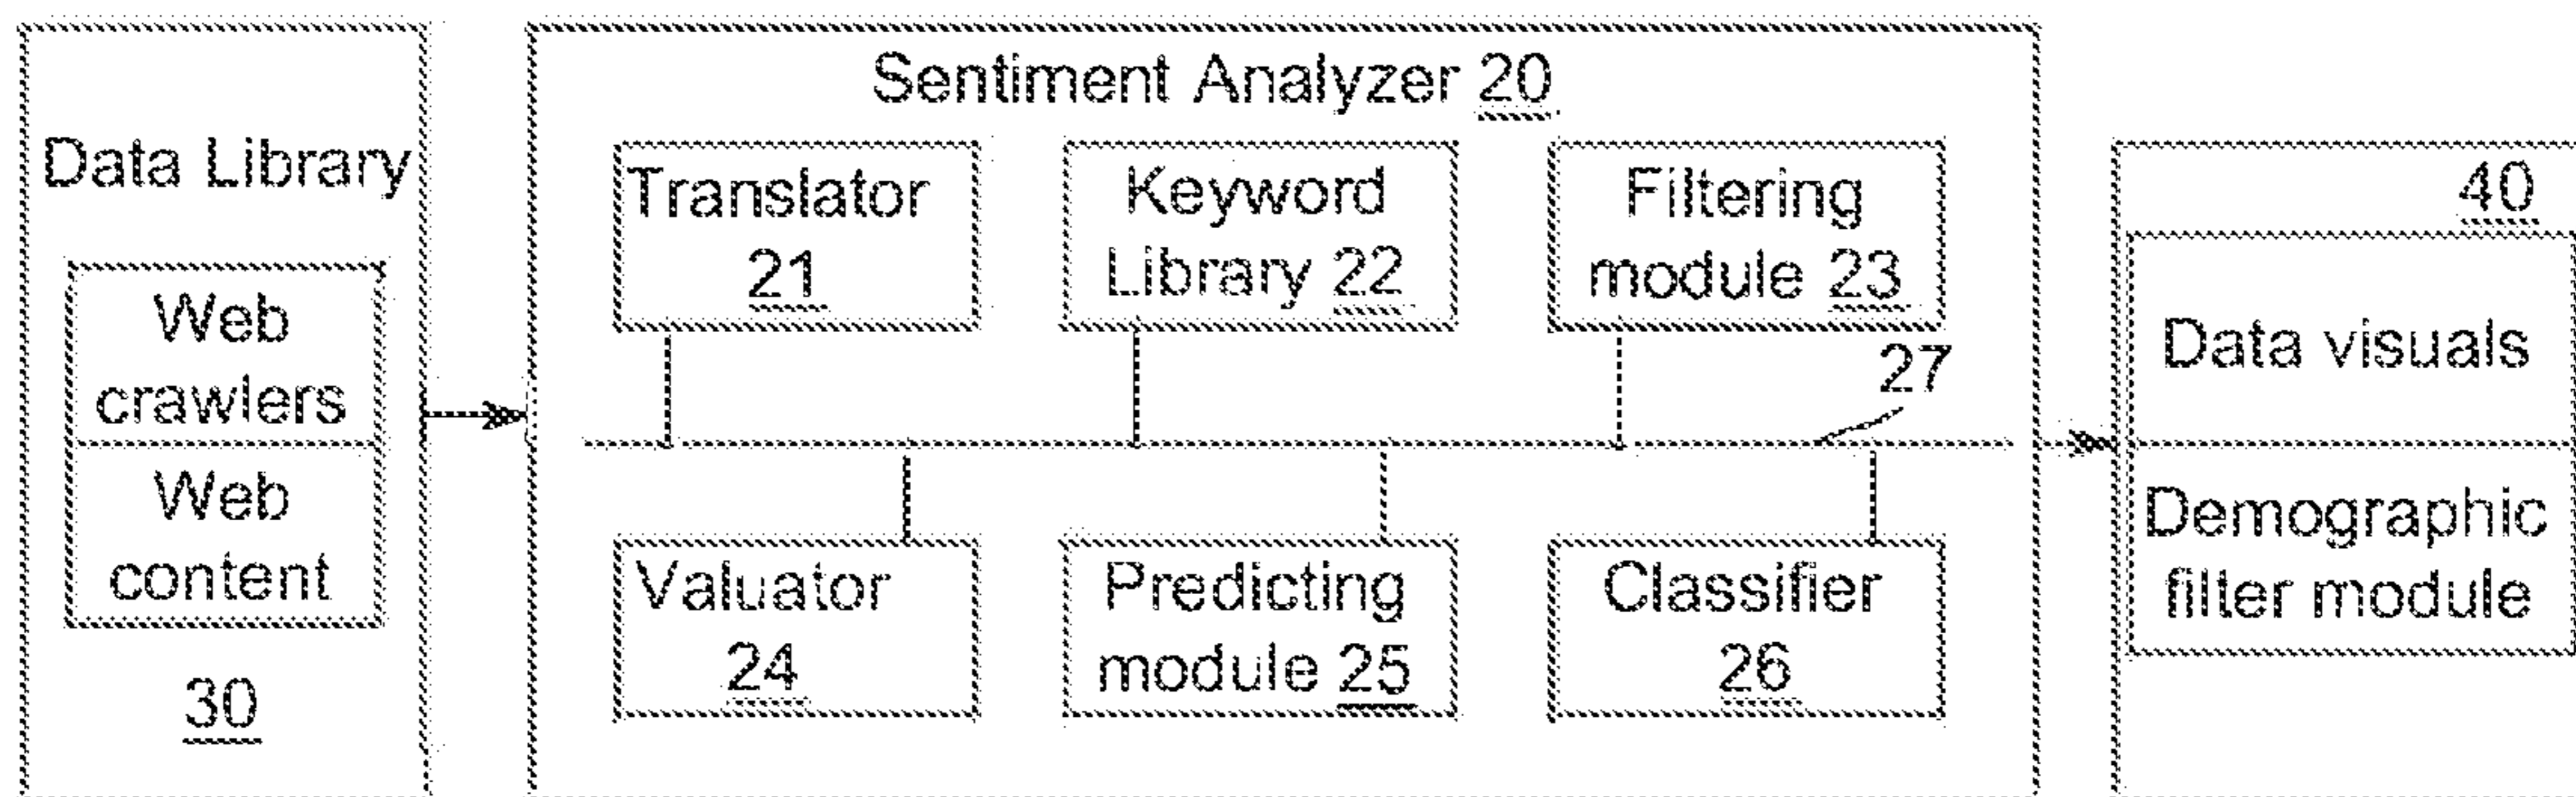 Data Library
Web
crawlers
Web
content
30
Sentiment Analyzer 20
Translator
21
Keyword
Library 22
Filtering
module 23
27
Valuator
24
Predicting
module 25
Classifier
26
40
Data visuals
Demographic
filter module